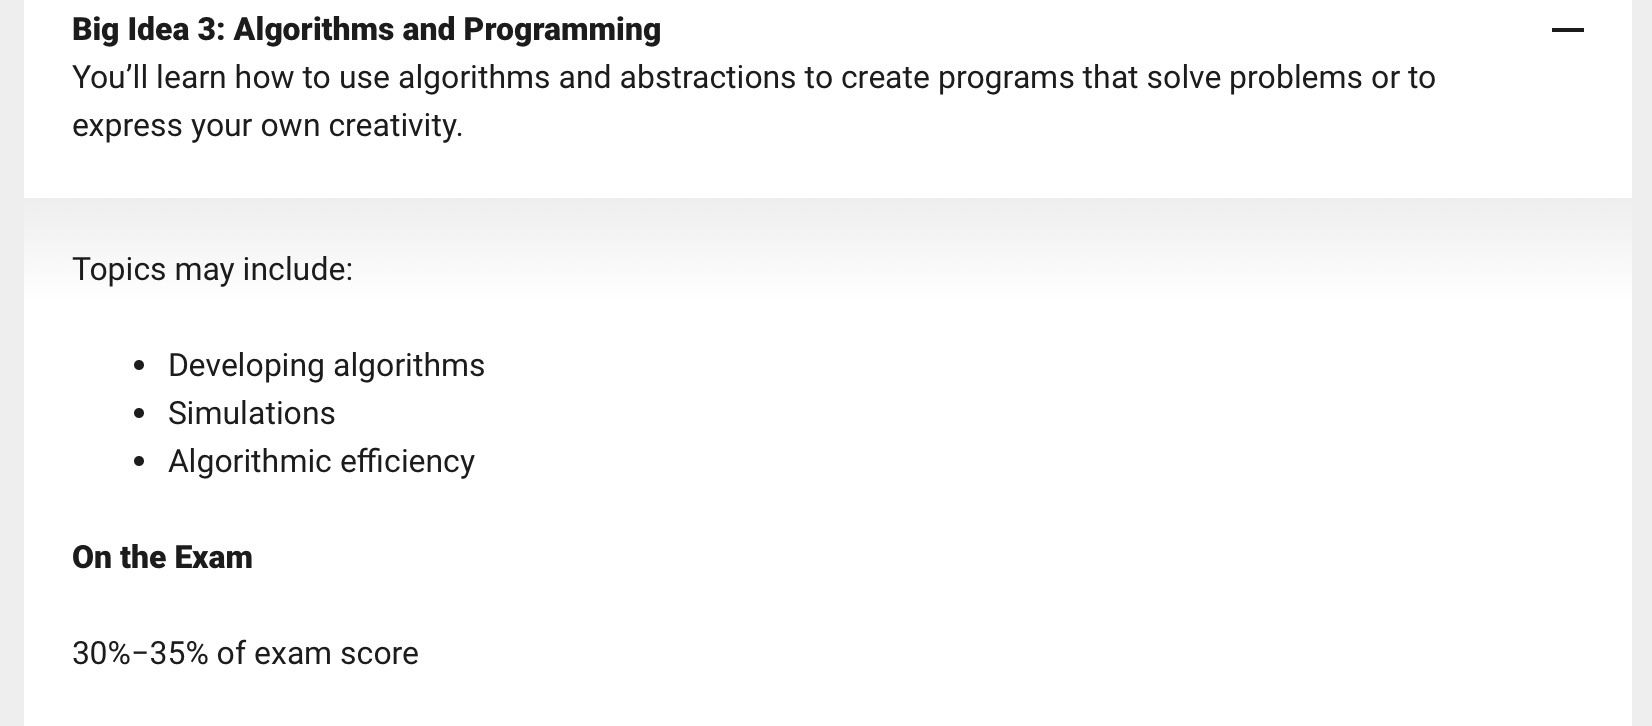 Big Idea 3: Algorithms and Programming
You’ll learn how to use algorithms and abstractions to create programs that solve problems or to
express your own creativity.
Topics may include:
• Developing algorithms
• Simulations
• Algorithmic efficiency
On the Exam
30%–35% of exam score